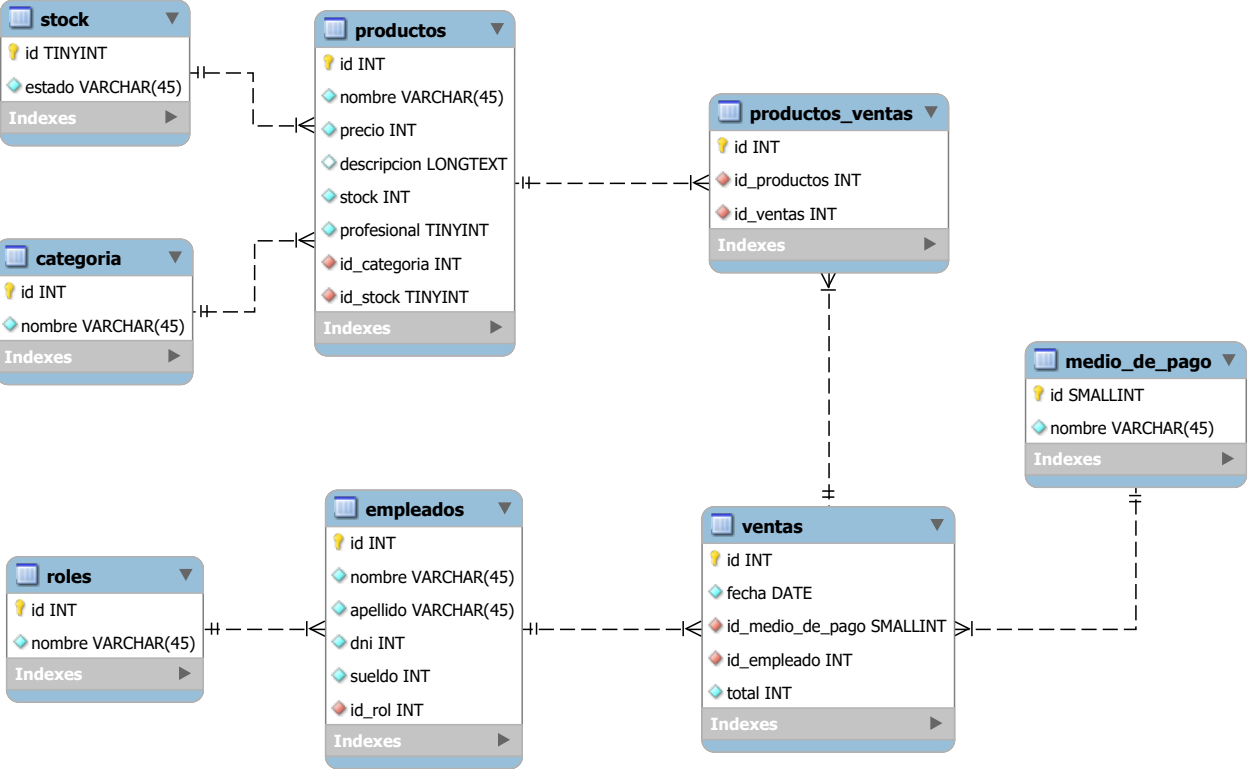 stock
id TINYINT
estado VARCHAR(45)
Indexes
productos
id INT
nombre VARCHAR(45)
precio INT
descripcion LONGTEXT
stock INT
profesional TINYINT
id_categoria INT
id_stock TINYINT
Indexes
productos_ventas
id INT
id_productos INT
id_ventas INT
Indexes
categoria
id INT
nombre VARCHAR(45)
Indexes
medio_de_pago
id SMALLINT
nombre VARCHAR(45)
Indexes
roles
id INT
nombre VARCHAR(45)
Indexes
empleados
id INT
nombre VARCHAR(45)
apellido VARCHAR(45)
dni INT
sueldo INT
id_rol INT
Indexes
ventas
id INT
fecha DATE
id_medio_de_pago SMALLINT
id_empleado INT
total INT
Indexes